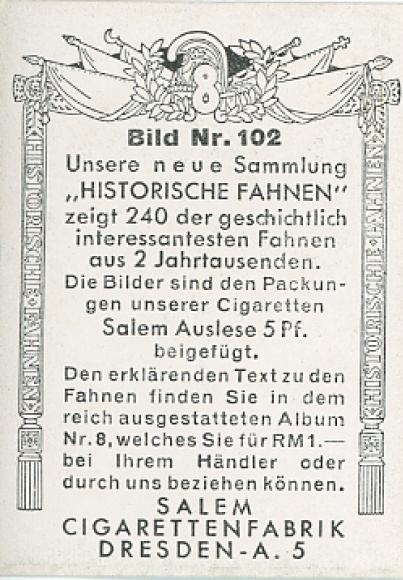 8
Bild Nr. 102
Unsere neue Sammlung
„HISTORISCHE FAHNEN"
zeigt 240 der geschichtlich
interessantesten Fahnen
aus 2 Jahrtausenden.
Die Bilder sind den Packun-
gen unserer Cigaretten
Salem Auslese 5 Pf.
beigefügt.
Den erklärenden Text zu den
Fahnen finden Sie in dem
reich ausgestatteten Album
Nr. 8, welches Sie für RM 1.—
bei Ihrem Händler oder
durch uns beziehen können.
SALEM
CIGARETTENFABRIK
DRESDEN-A. 5
HISTORISCHE·FAHNEN
HISTORISCHE·FAHNEN